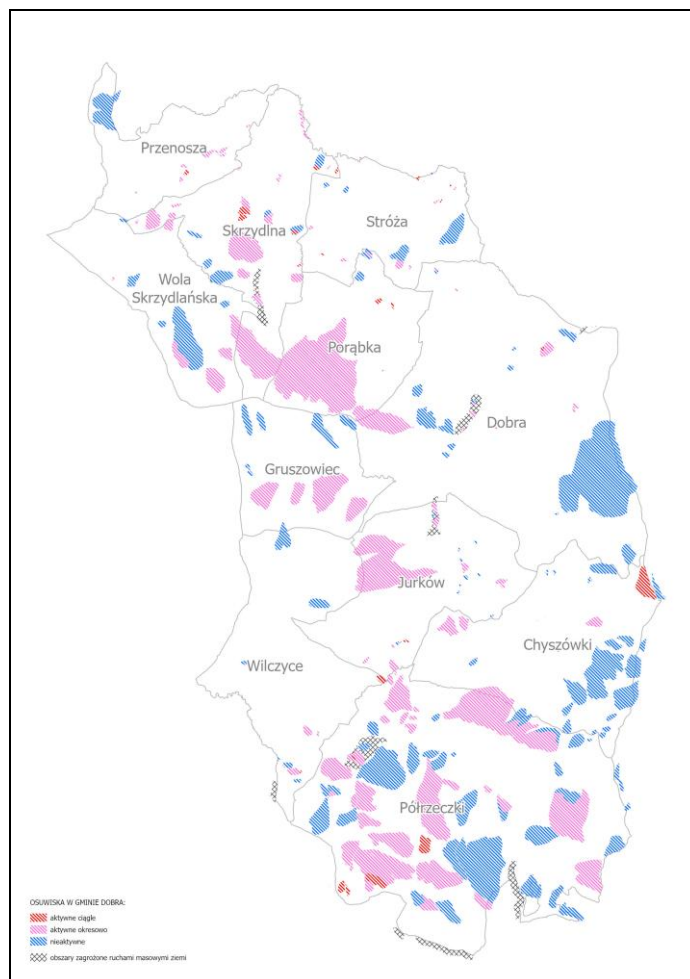 Przenosza
Stróża
Skrzydlna
Wola
Skrzydlańska
Porąbka
Dobra
Gruszowiec
Jurków
Chyszówki
Wilczyce
Półrzeczki
OSUWISKA W GMINIE DOBRA:
aktywne ciągle
aktywne okresowo
nieaktywne
obszary zagrożone ruchami masowymi ziemi